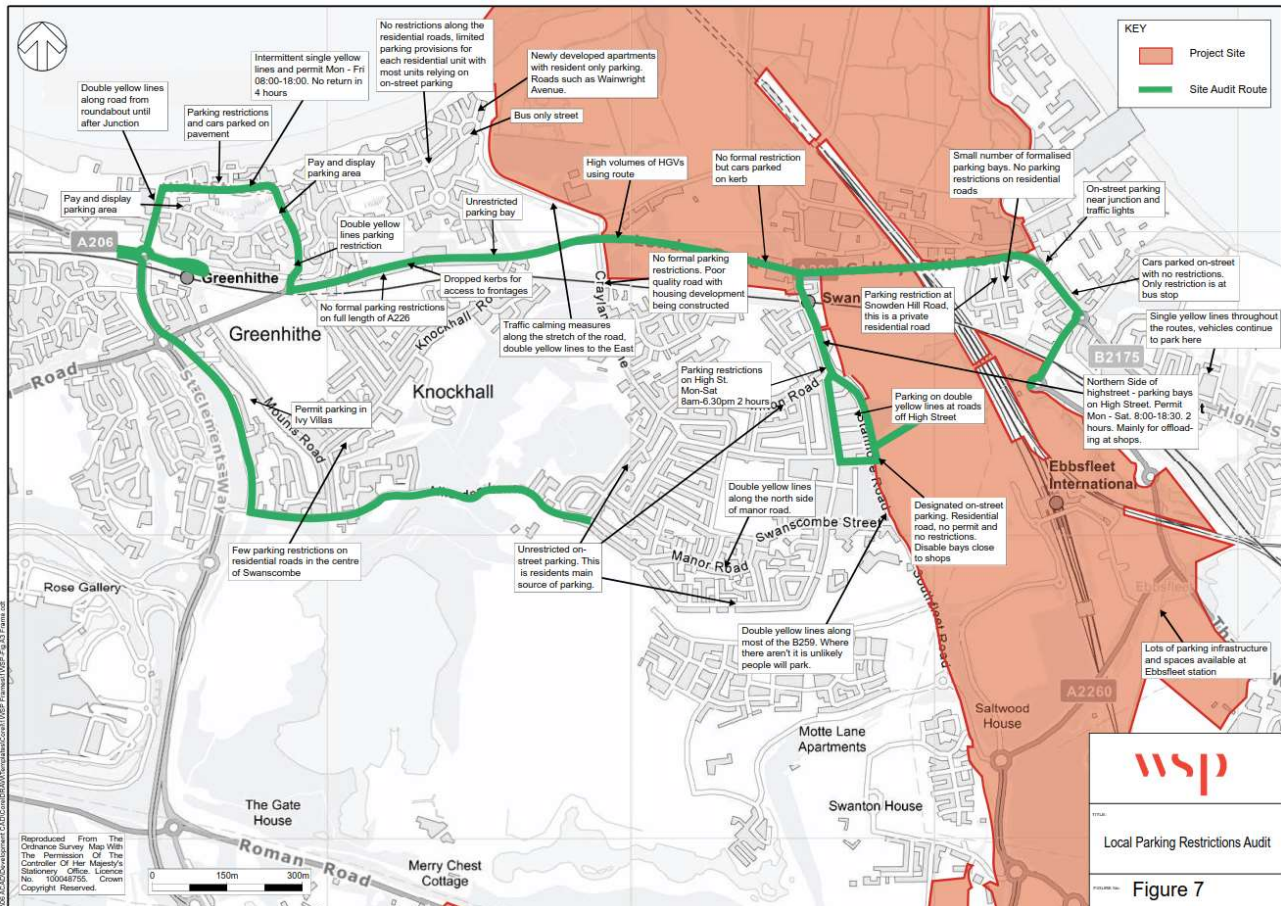 No restrictions along the
residential roads, limited
parking provisions for
each residential unit with
most units relying on
on-street parking
Newly developed apartments
with resident only parking.
Roads such as Wainwright
Avenue.
Bus only street
Intermittent single yellow
lines and permit Mon - Fri
08:00-18:00. No return in
4 hours
Double yellow lines
along road from
roundabout until
after Junction
Parking restrictions
and cars parked on
pavement
Pay and display
parking area
Pay and display
parking area
Double yellow
lines parking
restriction
Unrestricted
parking bay
High volumes of HGVs
using route
No formal restriction
but cars parked
on kerb
Small number of formalised
parking bays. No parking
restrictions on residential
roads
On-street parking
near junction and
traffic lights
Cars parked on-street
with no restrictions.
Only restriction is at
bus stop
Single yellow lines throughout
the routes, vehicles continue
to park here
KEY
Project Site
Site Audit Route
A206
Greenhithe
Greenhithe
No formal parking restrictions
on full length of A226
Dropped kerbs for
access to frontages
Knockhall
Knockhall
Traffic calming measures
along the stretch of the road,
double yellow lines to the East
No formal parking
restrictions. Poor
quality road with
housing development
being constructed
Parking restriction at
Snowden Hill Road,
this is a private
residential road
B2175
Northern Side of
highstreet - parking bays
on High Street. Permit
Mon - Sat. 8:00-18:30. 2
hours. Mainly for offload-
ing at shops.
Parking restrictions
on High St.
Mon-Sat
8am-6.30pm 2 hours
Parking on double
yellow lines at roads
off High Street
Road
St Clements Way
Mounts Road
Permit parking in
Ivy Villas
Few parking restrictions on
residential roads in the centre
of Swanscombe
Unrestricted on-
street parking. This
is residents main
source of parking.
Double yellow lines
along the north side
of manor road.
Swanscombe Street
Manor Road
Stanhope Road
Southfleet Road
Designated on-street
parking. Residential
road, no permit and
no restrictions.
Disable bays close
to shops
Ebbsfleet
International
Double yellow lines along
most of the B259. Where
there aren't it is unlikely
people will park.
Lots of parking infrastructure
and spaces available at
Ebbsfleet station
A2260
Saltwood
House
Rose Gallery
Motte Lane
Apartments
Swanton House
The Gate
House
Roman Road
Merry Chest
Cottage
Reproduced From The
Ordnance Survey Map With
The Permission Of The
Controller Of Her Majesty's
Stationery Office. Licence
No. 100048755. Crown
Copyright Reserved.
0 150m 300m
wsp
TITLE:
Local Parking Restrictions Audit
FIGURE No:
Figure 7